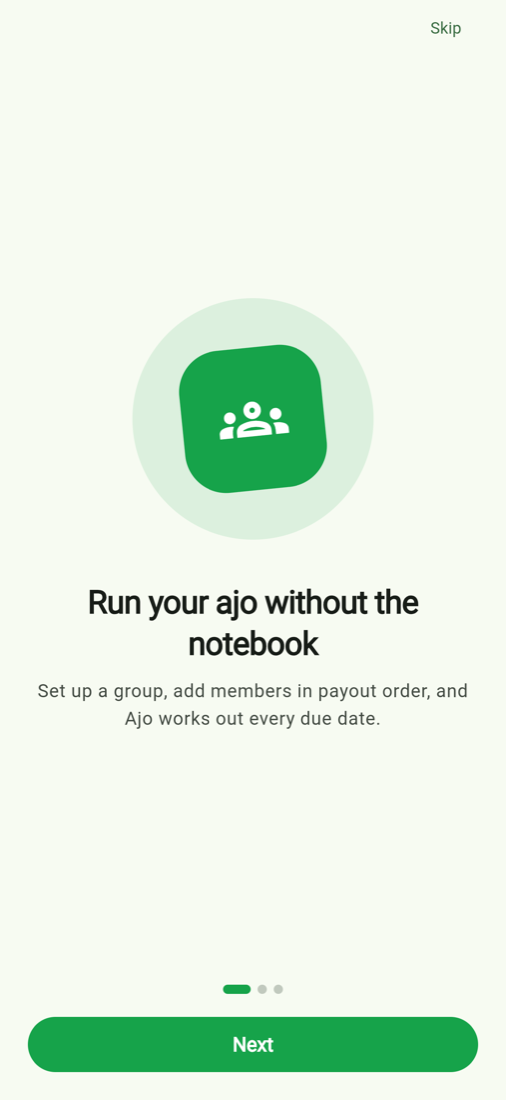 Skip
Run your ajo without the
notebook
Set up a group, add members in payout order, and
Ajo works out every due date.
Next